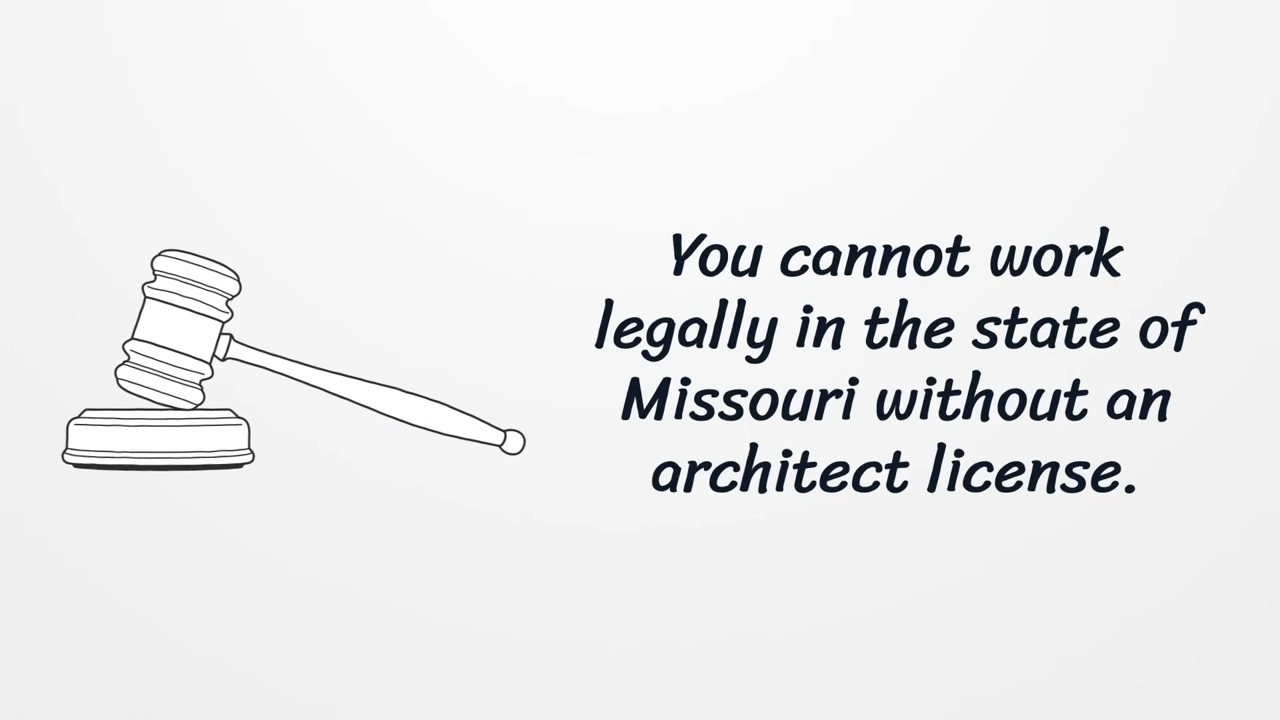 You cannot work
legally in the state of
Missouri without an
architect license.